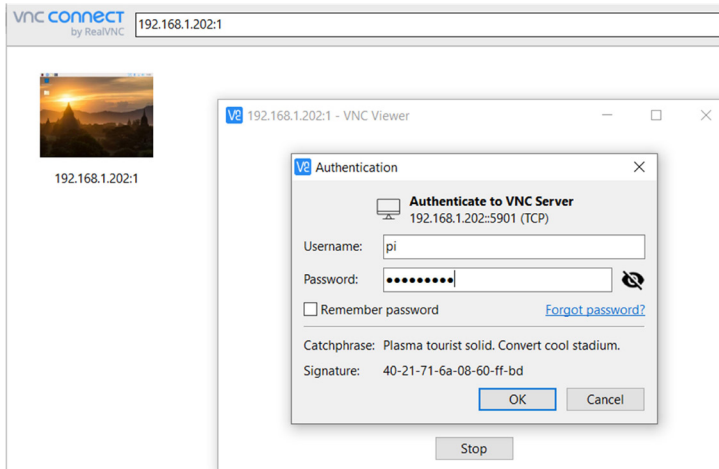 vnc connect
by RealVNC
192.168.1.202:1
192.168.1.202:1
V2 192.168.1.202:1 - VNC Viewer
V2 Authentication
Authenticate to VNC Server
192.168.1.202::5901 (TCP)
Username: pi
Password: ●●●●●●●●●
Remember password Forgot password?
Catchphrase: Plasma tourist solid. Convert cool stadium.
Signature: 40-21-71-6a-08-60-ff-bd
OK Cancel
Stop